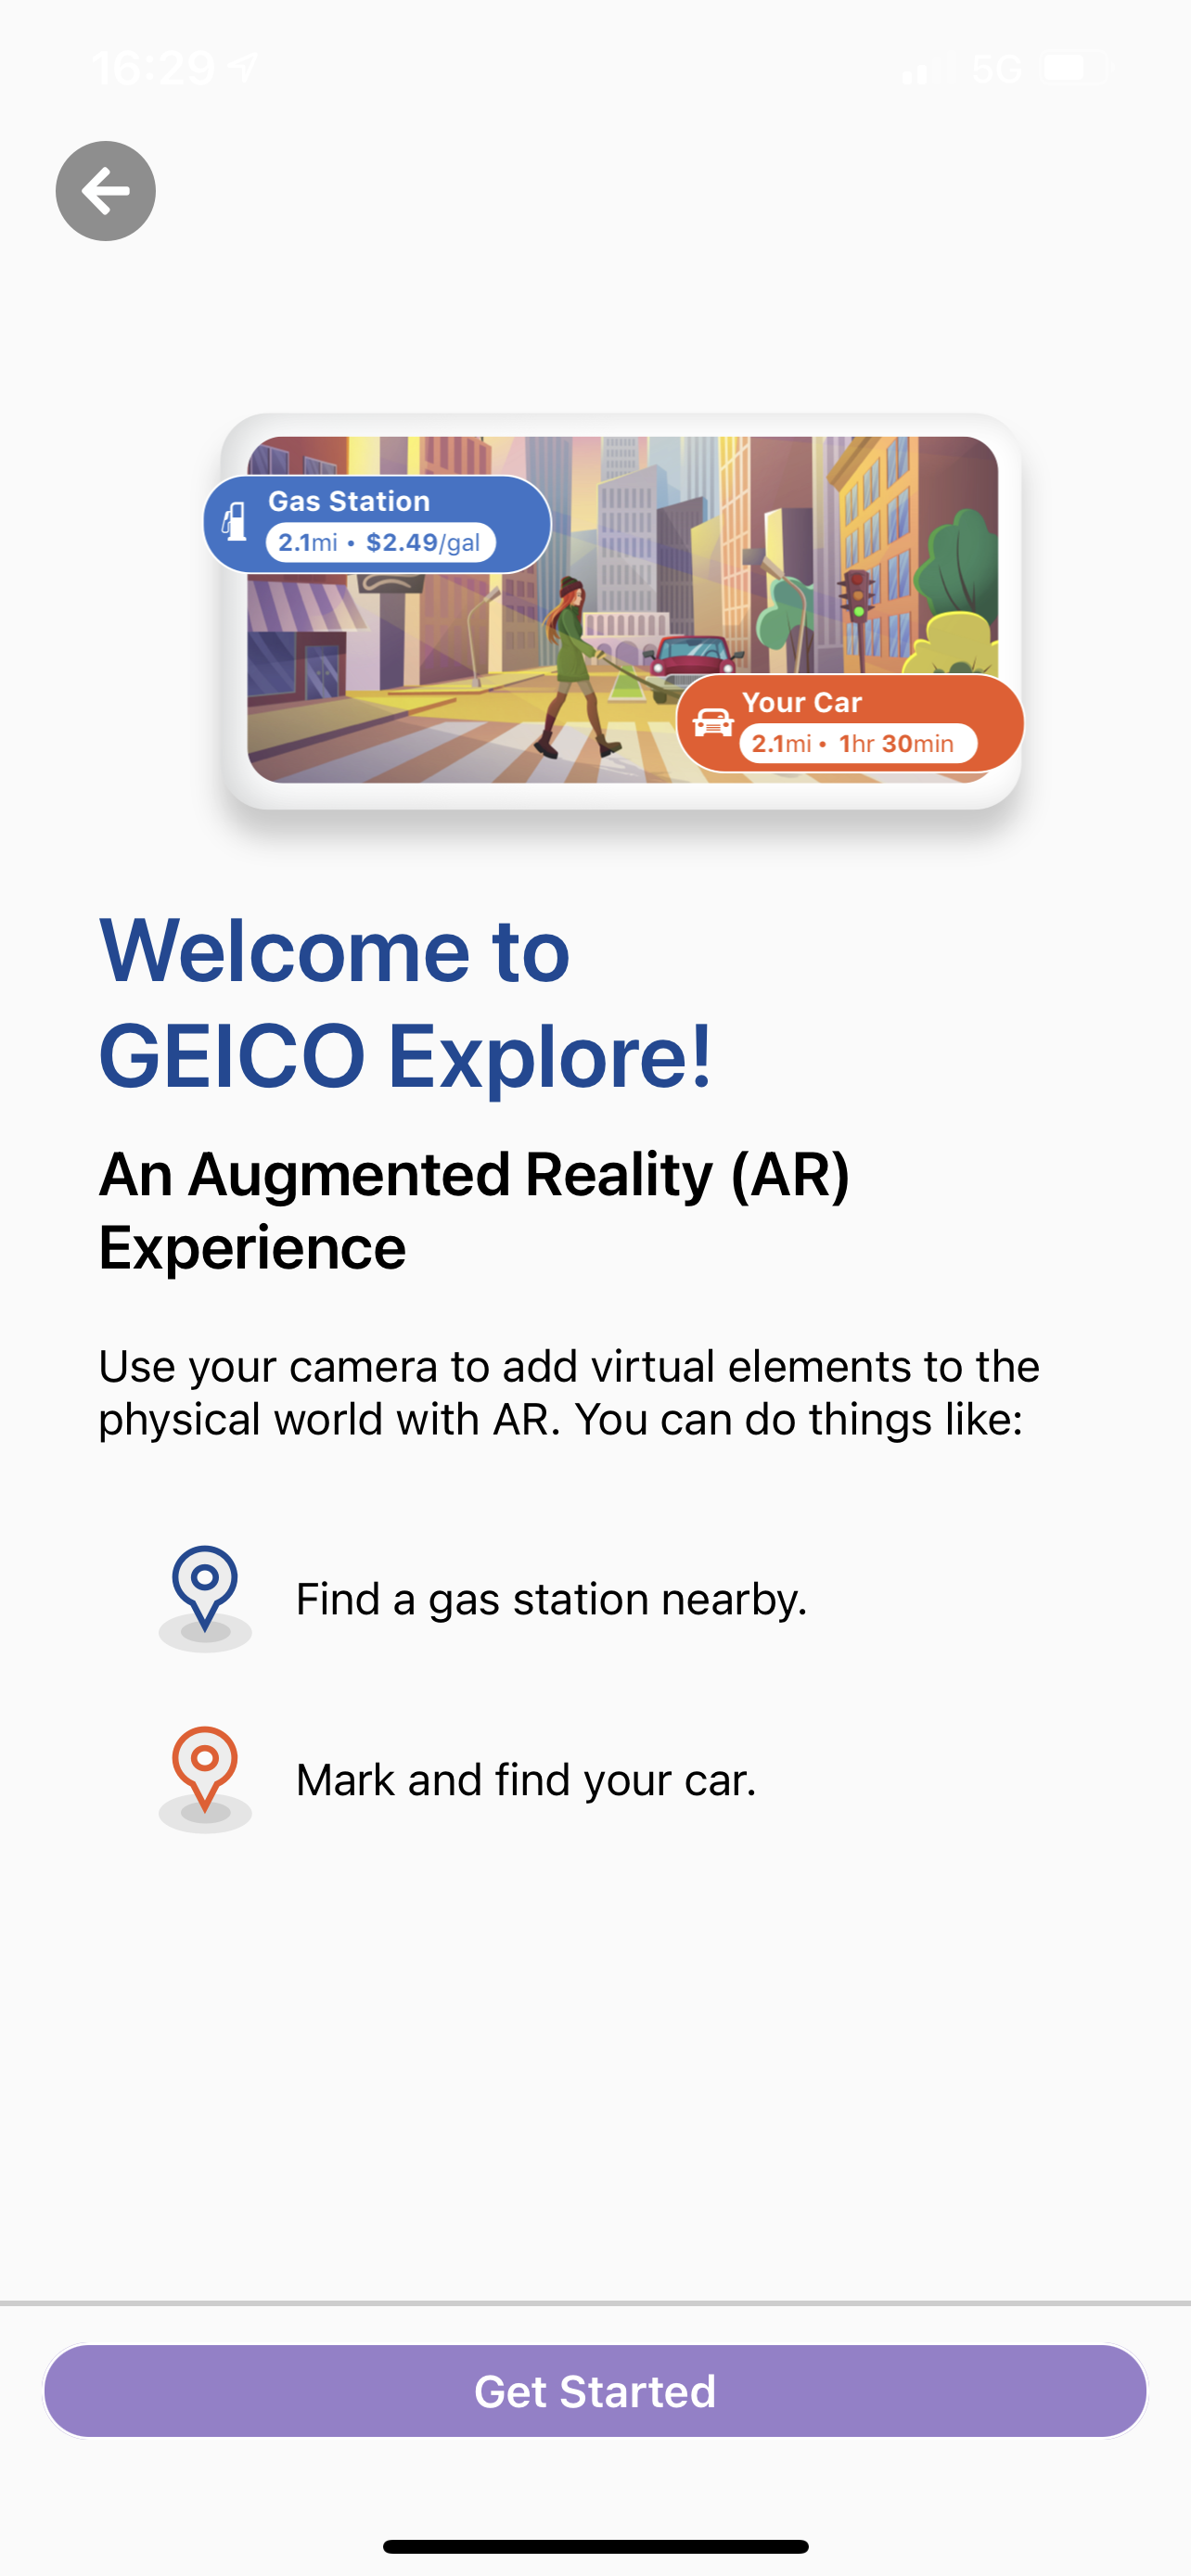 16:29
5G
Gas Station
2.1mi • $2.49/gal
Your Car
2.1mi • 1hr 30min
Welcome to
GEICO Explore!
An Augmented Reality (AR)
Experience
Use your camera to add virtual elements to the
physical world with AR. You can do things like:
Find a gas station nearby.
Mark and find your car.
Get Started